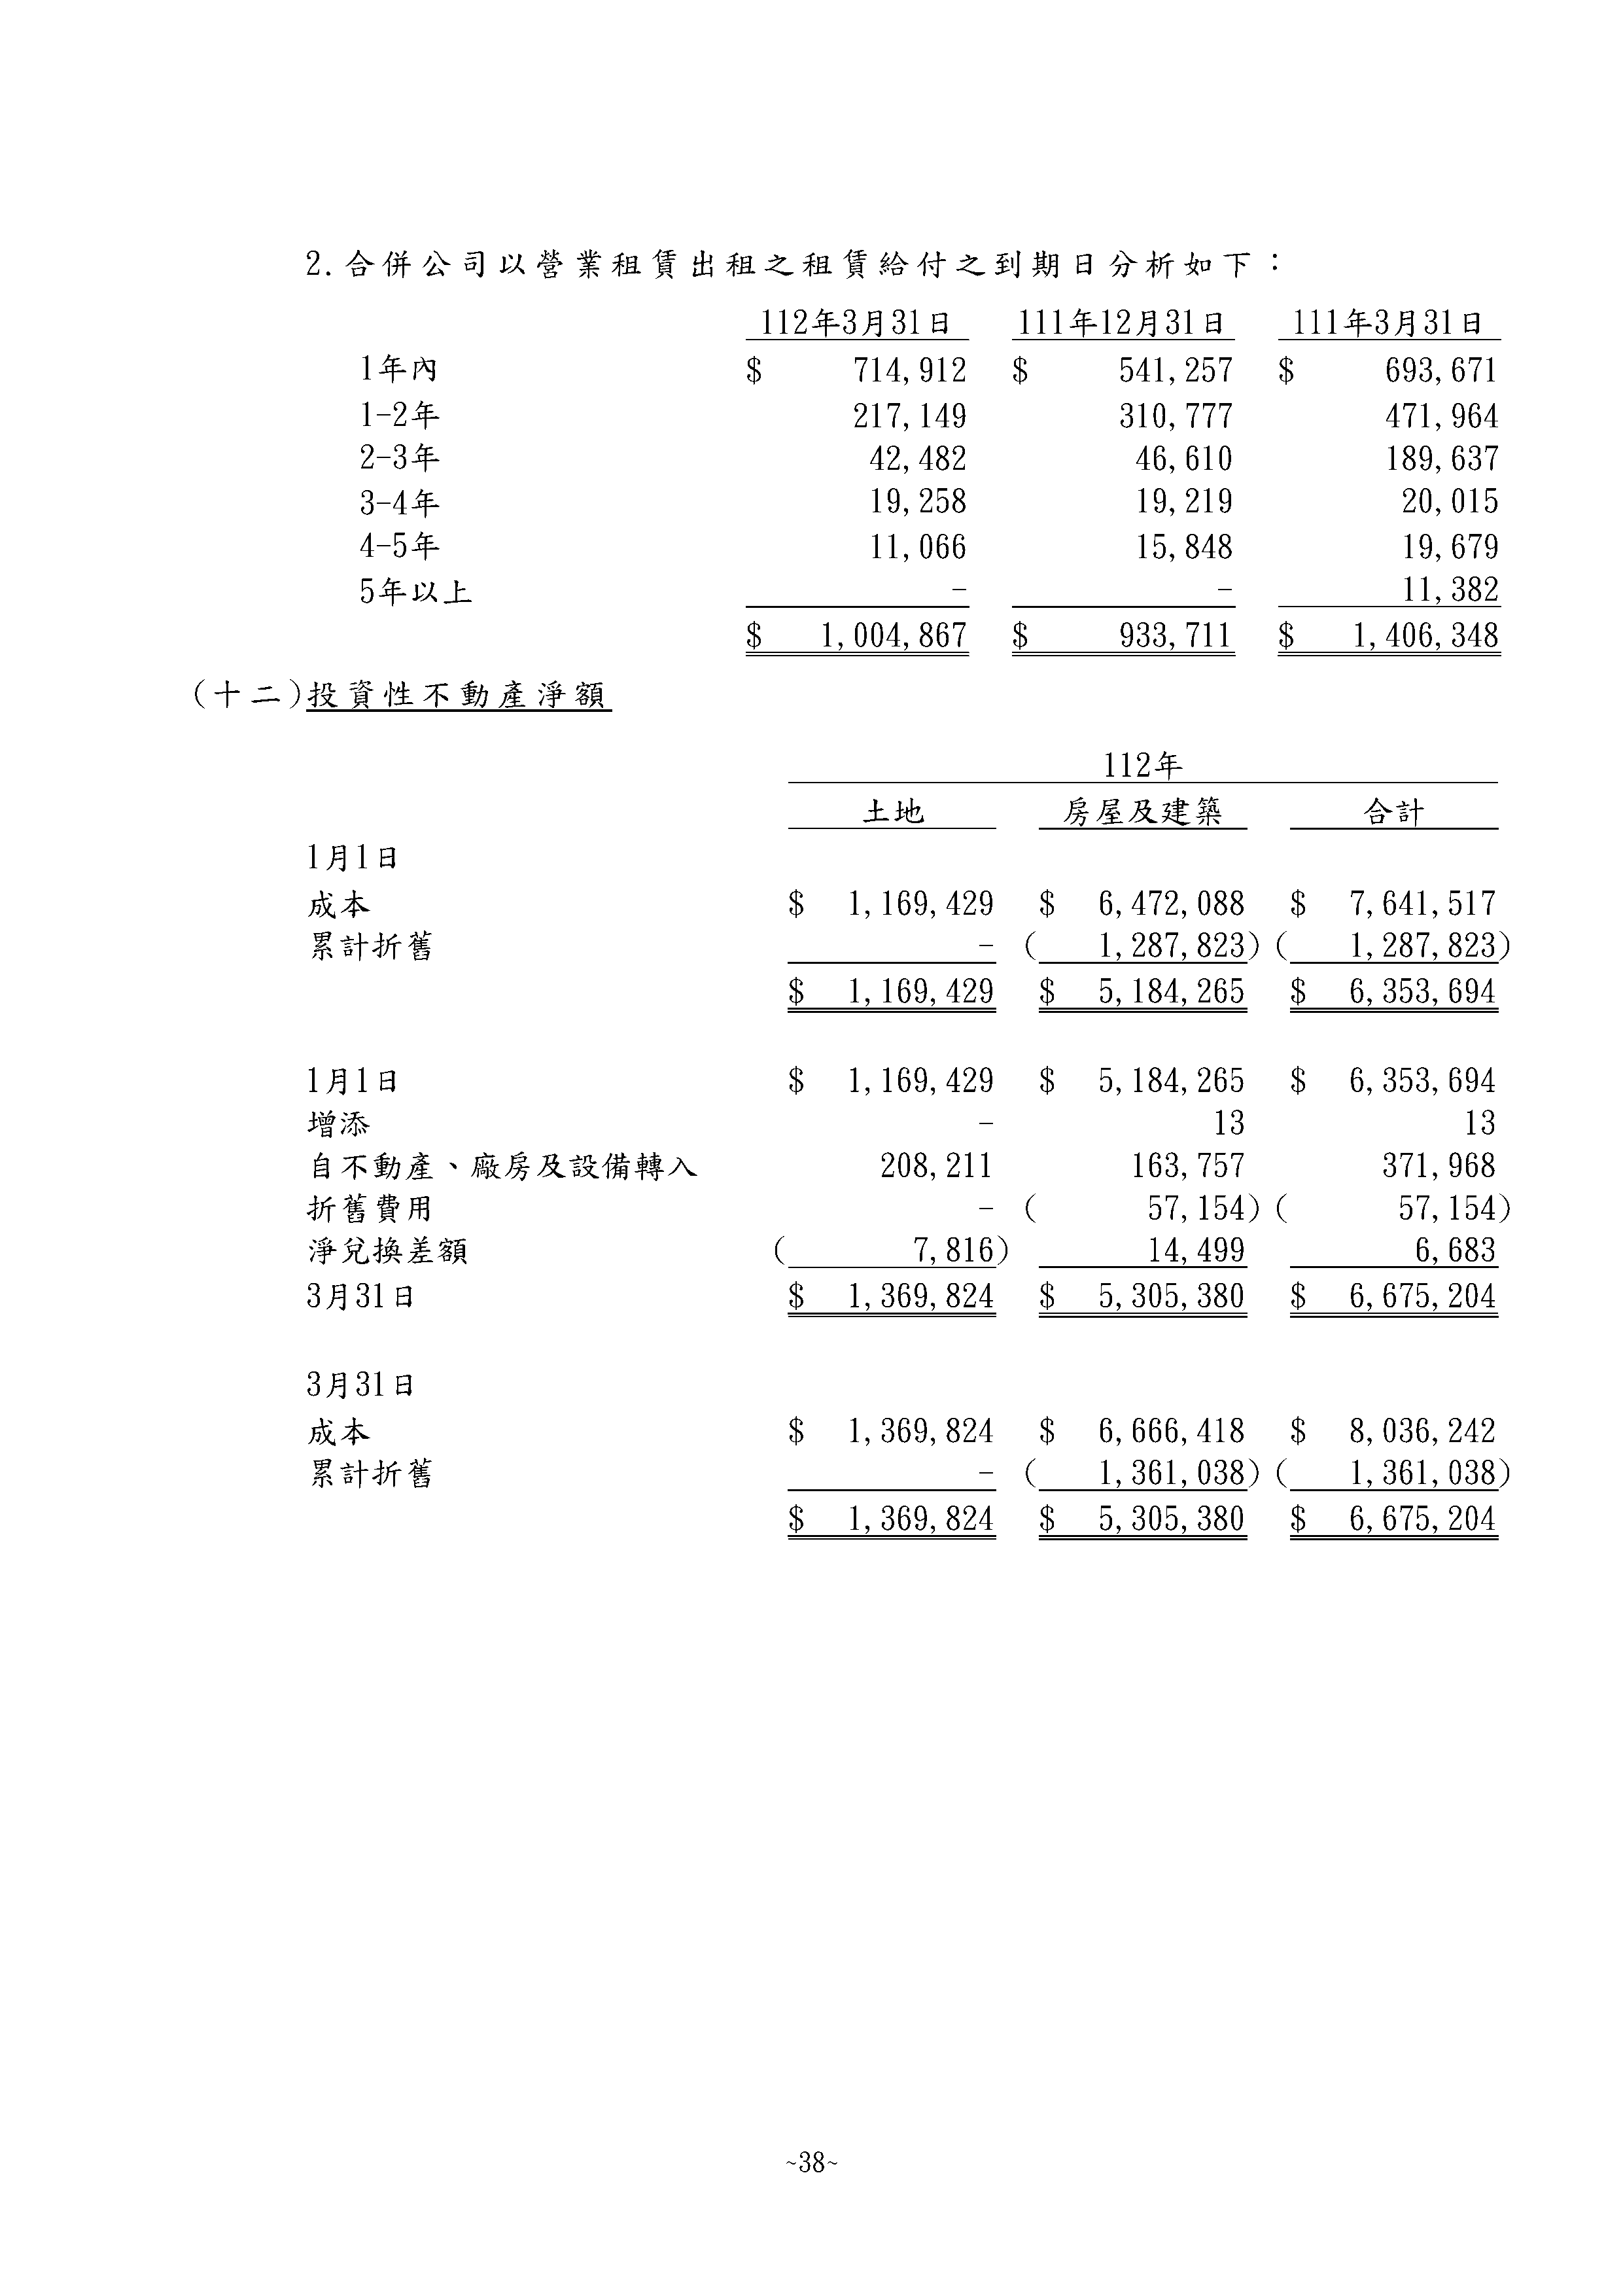 2.合併公司以營業租賃出租之租賃給付之到期日分析如下：
112年3月31日 111年12月31日 111年3月31日
1年內 $ 714,912 $ 541,257 $ 693,671
1-2年 217,149 310,777 471,964
2-3年 42,482 46,610 189,637
3-4年 19,258 19,219 20,015
4-5年 11,066 15,848 19,679
5年以上 - - 11,382
$ 1,004,867 $ 933,711 $ 1,406,348
(十二)投資性不動產淨額
112年
土地 房屋及建築 合計
1月1日
成本 $ 1,169,429 $ 6,472,088 $ 7,641,517
累計折舊 - ( 1,287,823) ( 1,287,823)
$ 1,169,429 $ 5,184,265 $ 6,353,694
1月1日 $ 1,169,429 $ 5,184,265 $ 6,353,694
增添 - 13 13
自不動產、廠房及設備轉入 208,211 163,757 371,968
折舊費用 - ( 57,154) ( 57,154)
淨兌換差額 ( 7,816) 14,499 6,683
3月31日 $ 1,369,824 $ 5,305,380 $ 6,675,204
3月31日
成本 $ 1,369,824 $ 6,666,418 $ 8,036,242
累計折舊 - ( 1,361,038) ( 1,361,038)
$ 1,369,824 $ 5,305,380 $ 6,675,204
~38~